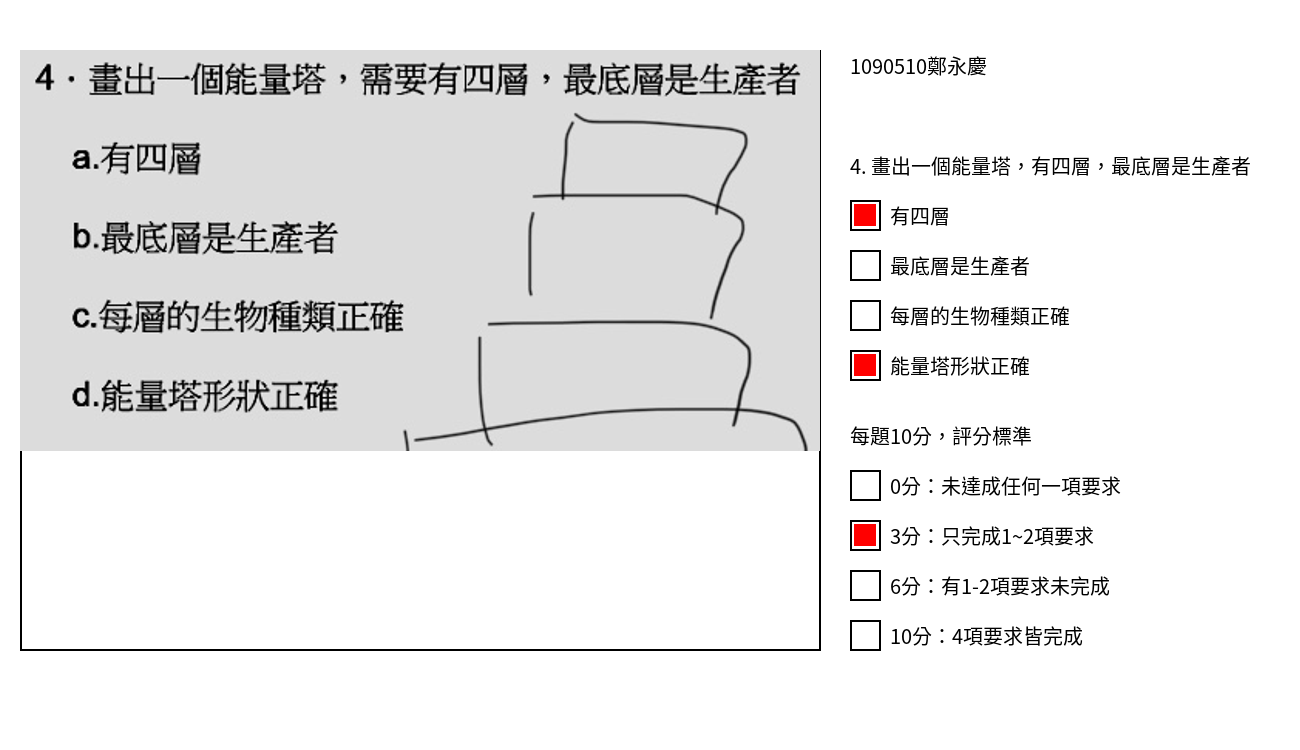 4．畫出一個能量塔，需要有四層，最底層是生產者
a.有四層
b.最底層是生產者
c.每層的生物種類正確
d.能量塔形狀正確
1090510鄭永慶
4. 畫出一個能量塔，有四層，最底層是生產者
有四層
最底層是生產者
每層的生物種類正確
能量塔形狀正確
每題10分，評分標準
0分：未達成任何一項要求
3分：只完成1~2項要求
6分：有1-2項要求未完成
10分：4項要求皆完成